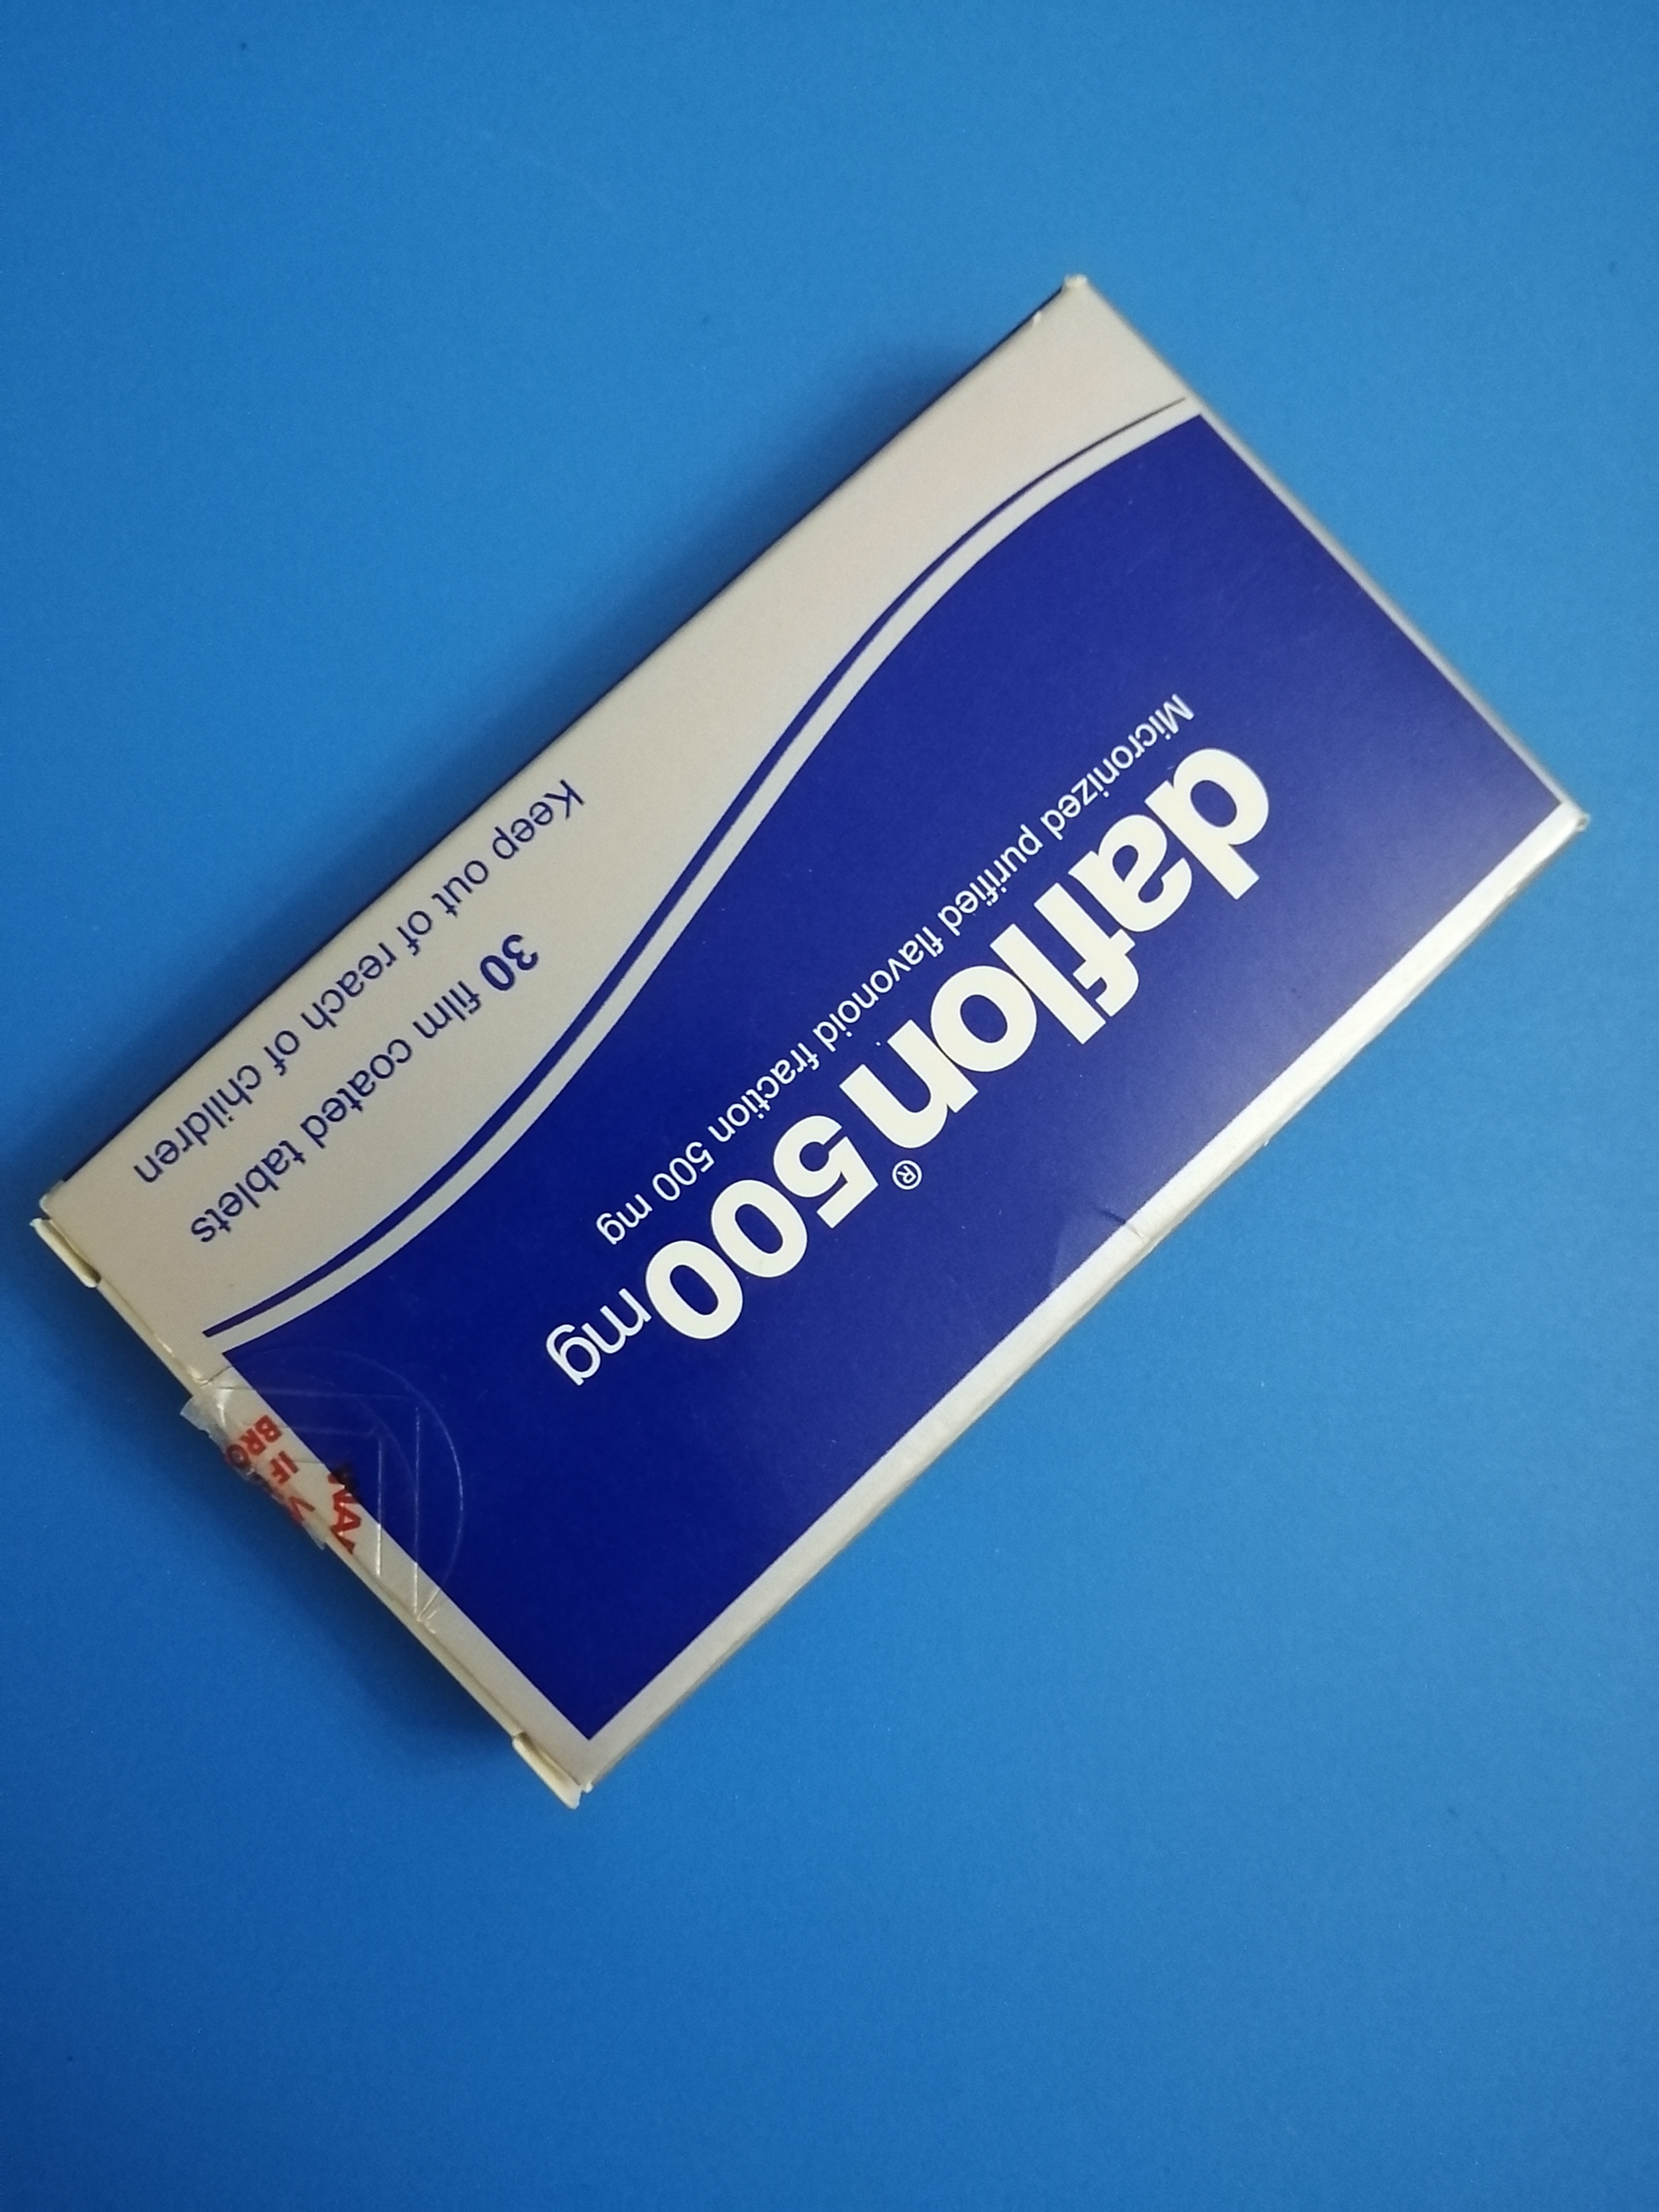 daflon® 500 mg
Micronized purified flavonoid fraction 500 mg
30 film coated tablets
Keep out of reach of children
IF